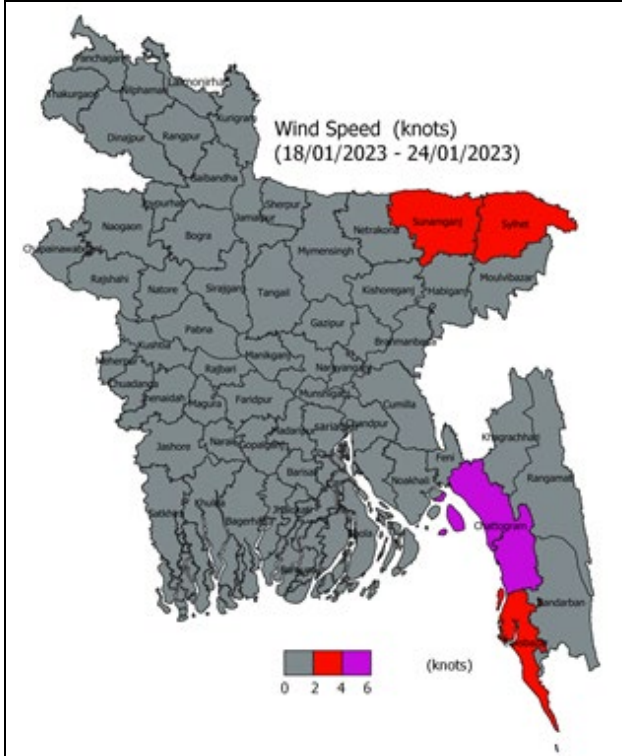 Panchagarh
Lalmonirhat
Thakurgaon
Nilphamari
Kurigram
Dinajpur
Rangpur
Wind Speed (knots)
(18/01/2023 - 24/01/2023)
Gaibandha
Sherpur
Jamalpur
Sunamganj
Sylhet
Netrakona
Naogaon
Bogra
Mymensingh
Chapainawabganj
Moulvibazar
Rajshahi
Natore
Sirajganj
Tangail
Kishoreganj
Habiganj
Pabna
Gazipur
Brahmanbaria
Kushtia
Manikganj
Narayanganj
Meherpur
Rajbari
Chuadanga
Faridpur
Munshiganj
Cumilla
Jhenaidah
Magura
Madaripur
Chandpur
Khagrachhari
Jashore
Narail
Gopalganj
Feni
Rangamati
Barisal
Noakhali
Satkhira
Khulna
Bagerhat
Bhola
Chattogram
Bandarban
(knots)
0 2 4 6